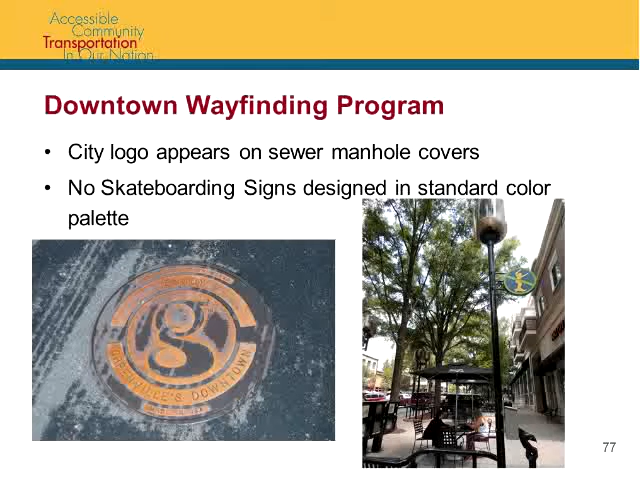 Accessible
Community
Transportation
In Our Nation
Downtown Wayfinding Program
• City logo appears on sewer manhole covers
• No Skateboarding Signs designed in standard color
palette
g
GREENVILLE'S DOWNTOWN
77